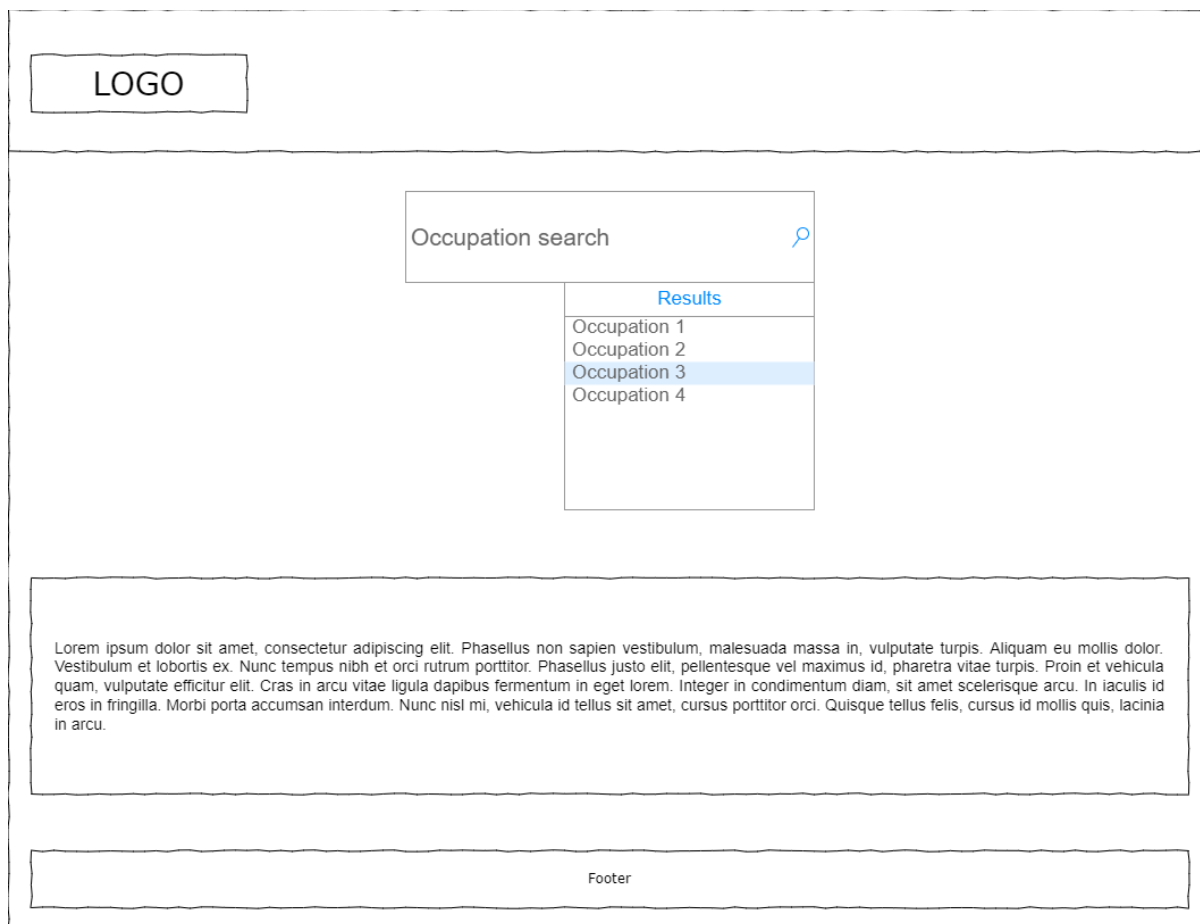 LOGO
Occupation search
Results
Occupation 1
Occupation 2
Occupation 3
Occupation 4
Lorem ipsum dolor sit amet, consectetur adipiscing elit. Phasellus non sapien vestibulum, malesuada massa in, vulputate turpis. Aliquam eu mollis dolor.
Vestibulum et lobortis ex. Nunc tempus nibh et orci rutrum porttitor. Phasellus justo elit, pellentesque vel maximus id, pharetra vitae turpis. Proin et vehicula
quam, vulputate efficitur elit. Cras in arcu vitae ligula dapibus fermentum in eget lorem. Integer in condimentum diam, sit amet scelerisque arcu. In iaculis id
eros in fringilla. Morbi porta accumsan interdum. Nunc nisl mi, vehicula id tellus sit amet, cursus porttitor orci. Quisque tellus felis, cursus id mollis quis, lacinia
in arcu.
Footer